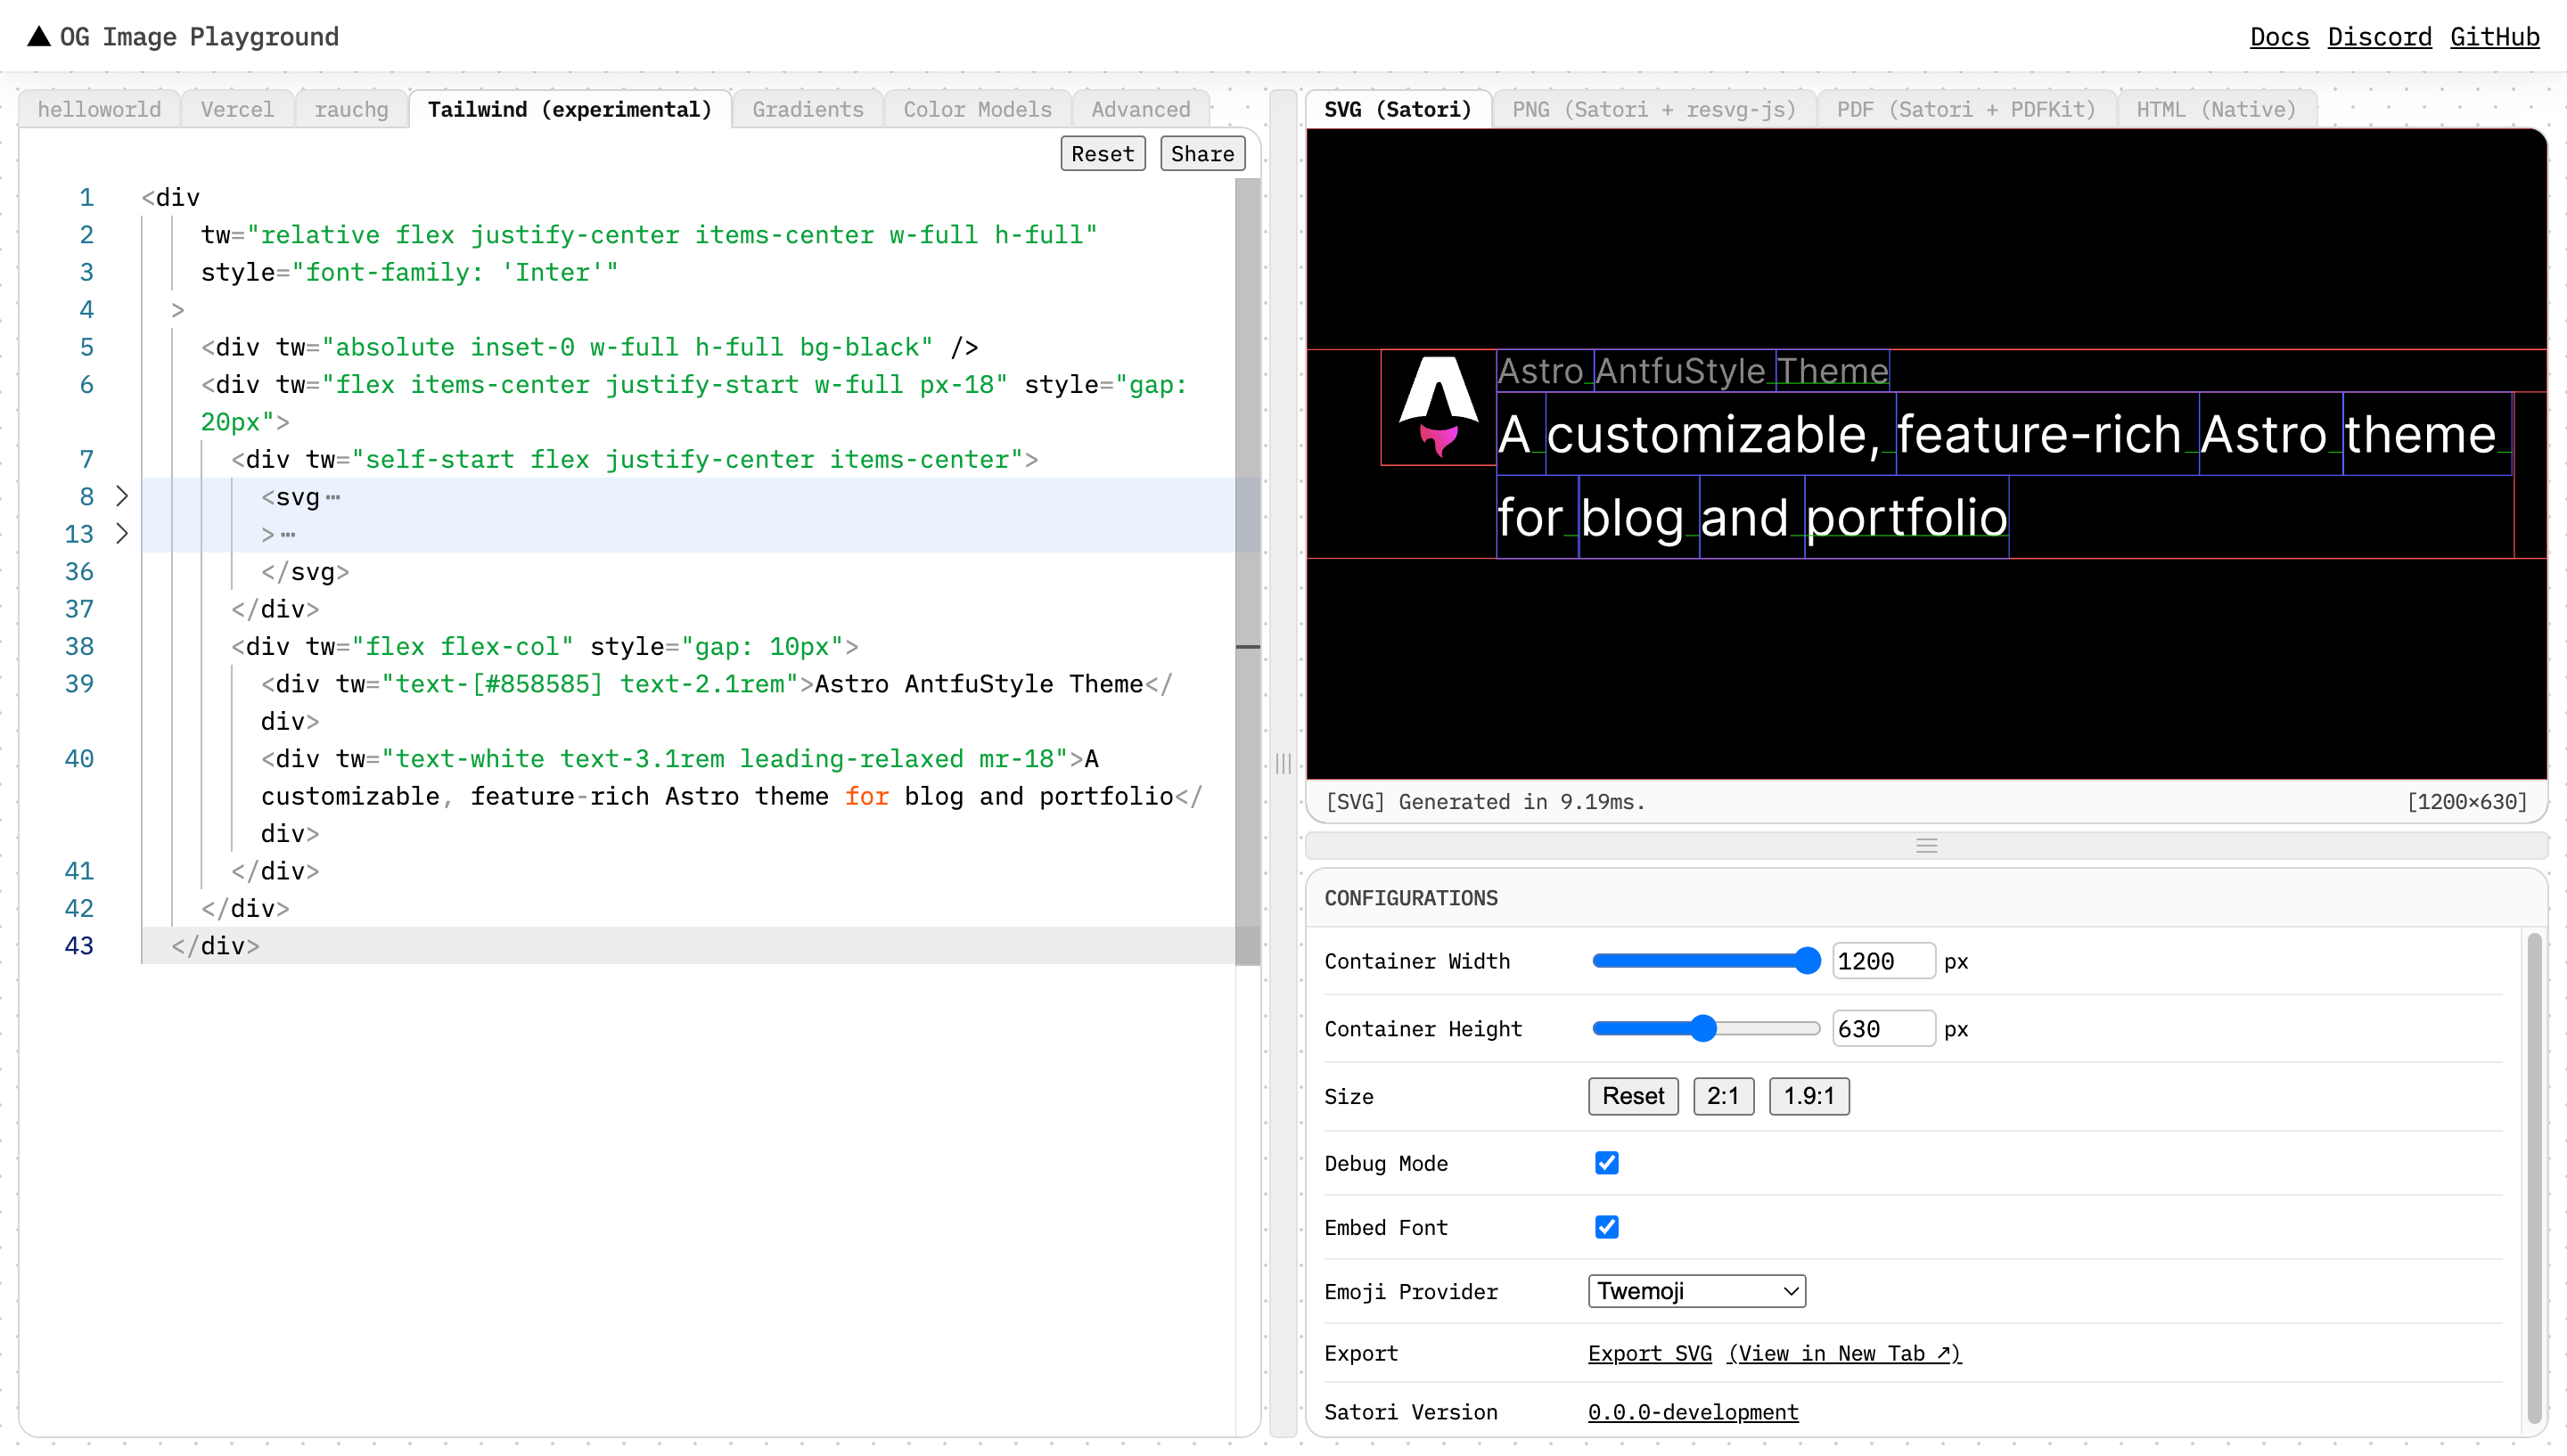 ▲ OG Image Playground
Docs Discord GitHub
helloworld Vercel rauchg Tailwind (experimental) Gradients Color Models Advanced
Reset Share
1 <div
2 tw="relative flex justify-center items-center w-full h-full"
3 style="font-family: 'Inter'"
4 >
5 <div tw="absolute inset-0 w-full h-full bg-black" />
6 <div tw="flex items-center justify-start w-full px-18" style="gap:
20px">
7 <div tw="self-start flex justify-center items-center">
8 <svg⋯
13 >⋯
36 </svg>
37 </div>
38 <div tw="flex flex-col" style="gap: 10px">
39 <div tw="text-[#858585] text-2.1rem">Astro AntfuStyle Theme</
div>
40 <div tw="text-white text-3.1rem leading-relaxed mr-18">A
customizable, feature-rich Astro theme for blog and portfolio</
div>
41 </div>
42 </div>
43 </div>
SVG (Satori) PNG (Satori + resvg-js) PDF (Satori + PDFKit) HTML (Native)
Astro AntfuStyle Theme
A customizable, feature-rich Astro theme
for blog and portfolio
[SVG] Generated in 9.19ms. [1200×630]
CONFIGURATIONS
Container Width 1200 px
Container Height 630 px
Size Reset 2:1 1.9:1
Debug Mode
Embed Font
Emoji Provider Twemoji
Export Export SVG (View in New Tab ↗)
Satori Version 0.0.0-development